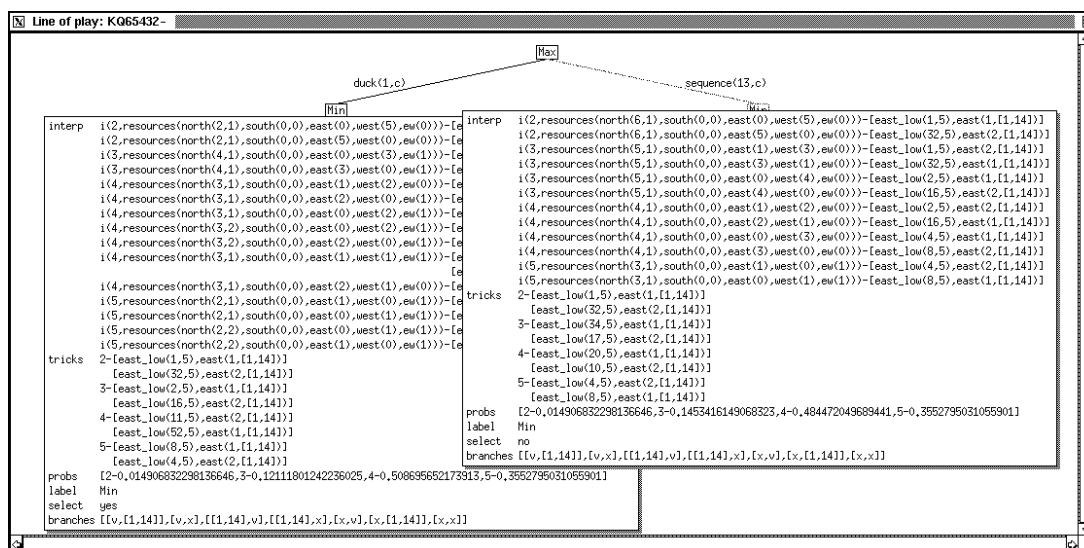 Line of play: KQ65432-
Max
duck(1,c)
sequence(13,c)
Min
Min
interp i(2,resources(north(2,1),south(0,0),east(0),west(5),ew(0)))-[e
i(2,resources(north(2,1),south(0,0),east(5),west(0),ew(0)))-[e
i(3,resources(north(4,1),south(0,0),east(0),west(3),ew(1)))-[e
i(3,resources(north(4,1),south(0,0),east(3),west(0),ew(1)))-[e
i(4,resources(north(3,1),south(0,0),east(1),west(2),ew(0)))-[e
i(4,resources(north(3,1),south(0,0),east(0),west(2),ew(1)))-[e
i(4,resources(north(3,1),south(0,0),east(0),west(2),ew(1)))-[e
i(4,resources(north(3,2),south(0,0),east(0),west(2),ew(1)))-[e
i(4,resources(north(3,2),south(0,0),east(2),west(0),ew(1)))-[e
i(4,resources(north(3,1),south(0,0),east(1),west(1),ew(1)))-[e
[e
i(4,resources(north(3,1),south(0,0),east(2),west(1),ew(0)))-[e
i(5,resources(north(2,1),south(0,0),east(1),west(0),ew(1)))-[e
i(5,resources(north(2,1),south(0,0),east(0),west(1),ew(1)))-[e
i(5,resources(north(2,2),south(0,0),east(0),west(1),ew(1)))-[e
i(5,resources(north(2,2),south(0,0),east(1),west(0),ew(1)))-[e
tricks 2-[east_low(1,5),east(1,[1,14])]
[east_low(32,5),east(2,[1,14])]
3-[east_low(2,5),east(1,[1,14])]
[east_low(16,5),east(2,[1,14])]
4-[east_low(11,5),east(2,[1,14])]
[east_low(52,5),east(1,[1,14])]
5-[east_low(8,5),east(1,[1,14])]
[east_low(4,5),east(2,[1,14])]
probs [2-0.014906832298136646,3-0.12111801242236025,4-0.508695652173913,5-0.3552795031055901]
label Min
select yes
branches [[v,[1,14]],[v,x],[[1,14],v],[[1,14],x],[x,v],[x,[1,14]],[x,x]]
interp i(2,resources(north(6,1),south(0,0),east(0),west(5),ew(0)))-[east_low(1,5),east(1,[1,14])]
i(2,resources(north(6,1),south(0,0),east(5),west(0),ew(0)))-[east_low(32,5),east(2,[1,14])]
i(3,resources(north(5,1),south(0,0),east(1),west(3),ew(0)))-[east_low(1,5),east(2,[1,14])]
i(3,resources(north(5,1),south(0,0),east(3),west(1),ew(0)))-[east_low(32,5),east(1,[1,14])]
i(3,resources(north(5,1),south(0,0),east(0),west(4),ew(0)))-[east_low(2,5),east(1,[1,14])]
i(3,resources(north(5,1),south(0,0),east(4),west(0),ew(0)))-[east_low(16,5),east(2,[1,14])]
i(4,resources(north(4,1),south(0,0),east(1),west(2),ew(0)))-[east_low(2,5),east(2,[1,14])]
i(4,resources(north(4,1),south(0,0),east(2),west(1),ew(0)))-[east_low(16,5),east(1,[1,14])]
i(4,resources(north(4,1),south(0,0),east(0),west(3),ew(0)))-[east_low(4,5),east(1,[1,14])]
i(4,resources(north(4,1),south(0,0),east(3),west(0),ew(0)))-[east_low(8,5),east(2,[1,14])]
i(5,resources(north(3,1),south(0,0),east(1),west(0),ew(1)))-[east_low(4,5),east(2,[1,14])]
i(5,resources(north(3,1),south(0,0),east(0),west(1),ew(1)))-[east_low(8,5),east(1,[1,14])]
tricks 2-[east_low(1,5),east(1,[1,14])]
[east_low(32,5),east(2,[1,14])]
3-[east_low(34,5),east(1,[1,14])]
[east_low(17,5),east(2,[1,14])]
4-[east_low(20,5),east(1,[1,14])]
[east_low(10,5),east(2,[1,14])]
5-[east_low(4,5),east(2,[1,14])]
[east_low(8,5),east(1,[1,14])]
probs [2-0.014906832298136646,3-0.1453416149068323,4-0.484472049689441,5-0.3552795031055901]
label Min
select no
branches [[v,[1,14]],[v,x],[[1,14],v],[[1,14],x],[x,v],[x,[1,14]],[x,x]]